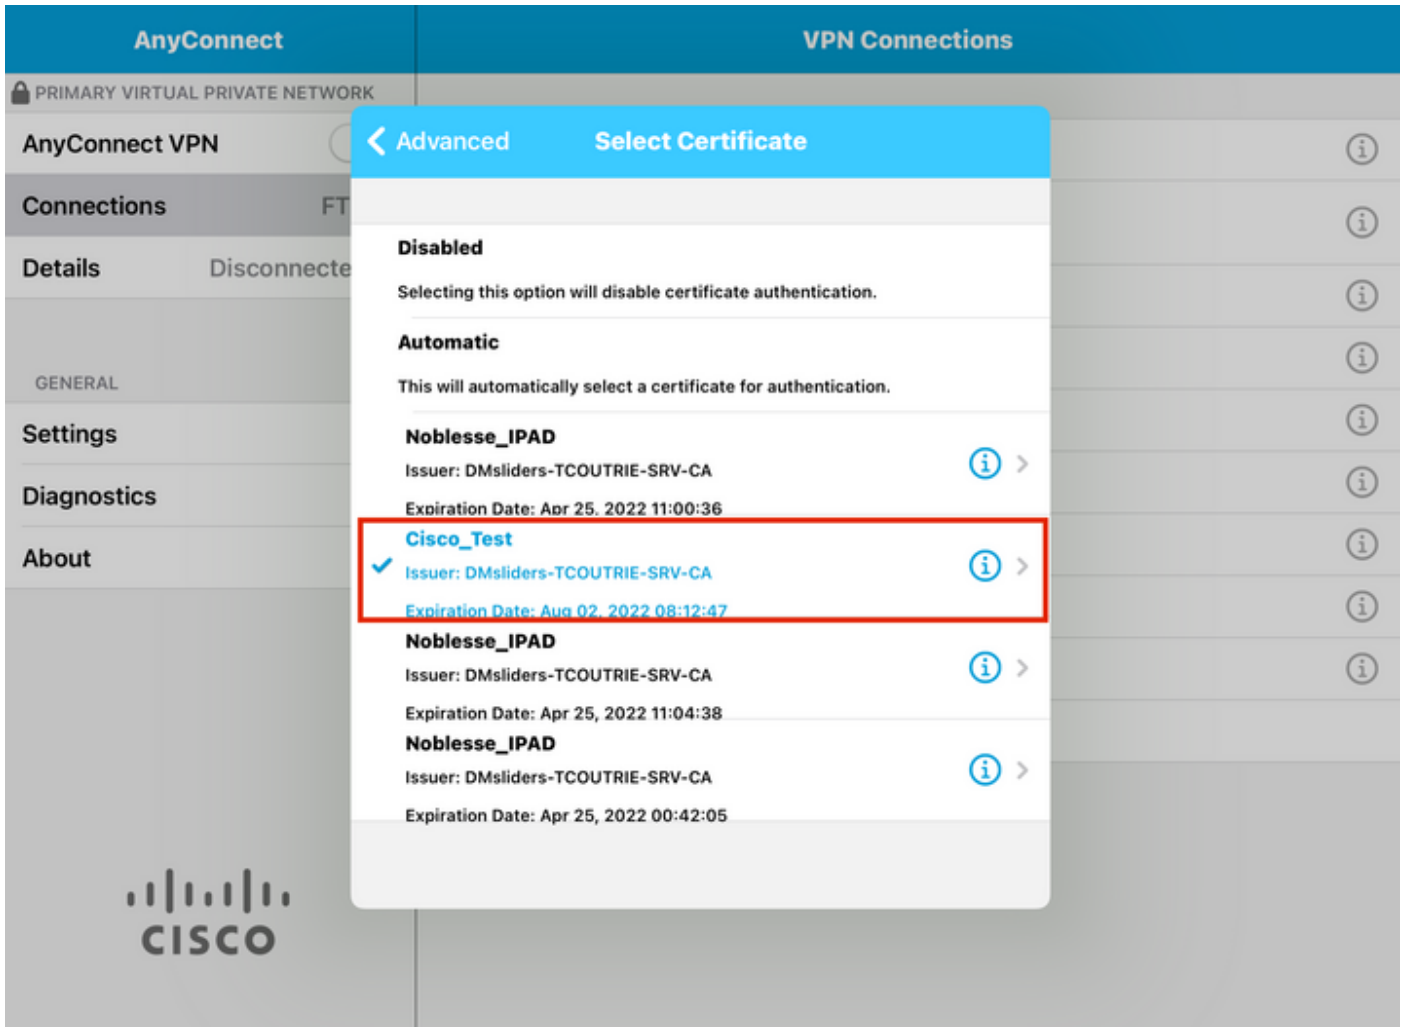 AnyConnect
VPN Connections
PRIMARY VIRTUAL PRIVATE NETWORK
AnyConnect VPN
Connections FT
Details Disconnecte
GENERAL
Settings
Diagnostics
About
CISCO
Advanced
Select Certificate
Disabled
Selecting this option will disable certificate authentication.
Automatic
This will automatically select a certificate for authentication.
Noblesse_IPAD
Issuer: DMsliders-TCOUTRIE-SRV-CA
Expiration Date: Apr 25, 2022 11:00:36
Cisco_Test
Issuer: DMsliders-TCOUTRIE-SRV-CA
Expiration Date: Aug 02, 2022 08:12:47
Noblesse_IPAD
Issuer: DMsliders-TCOUTRIE-SRV-CA
Expiration Date: Apr 25, 2022 11:04:38
Noblesse_IPAD
Issuer: DMsliders-TCOUTRIE-SRV-CA
Expiration Date: Apr 25, 2022 00:42:05